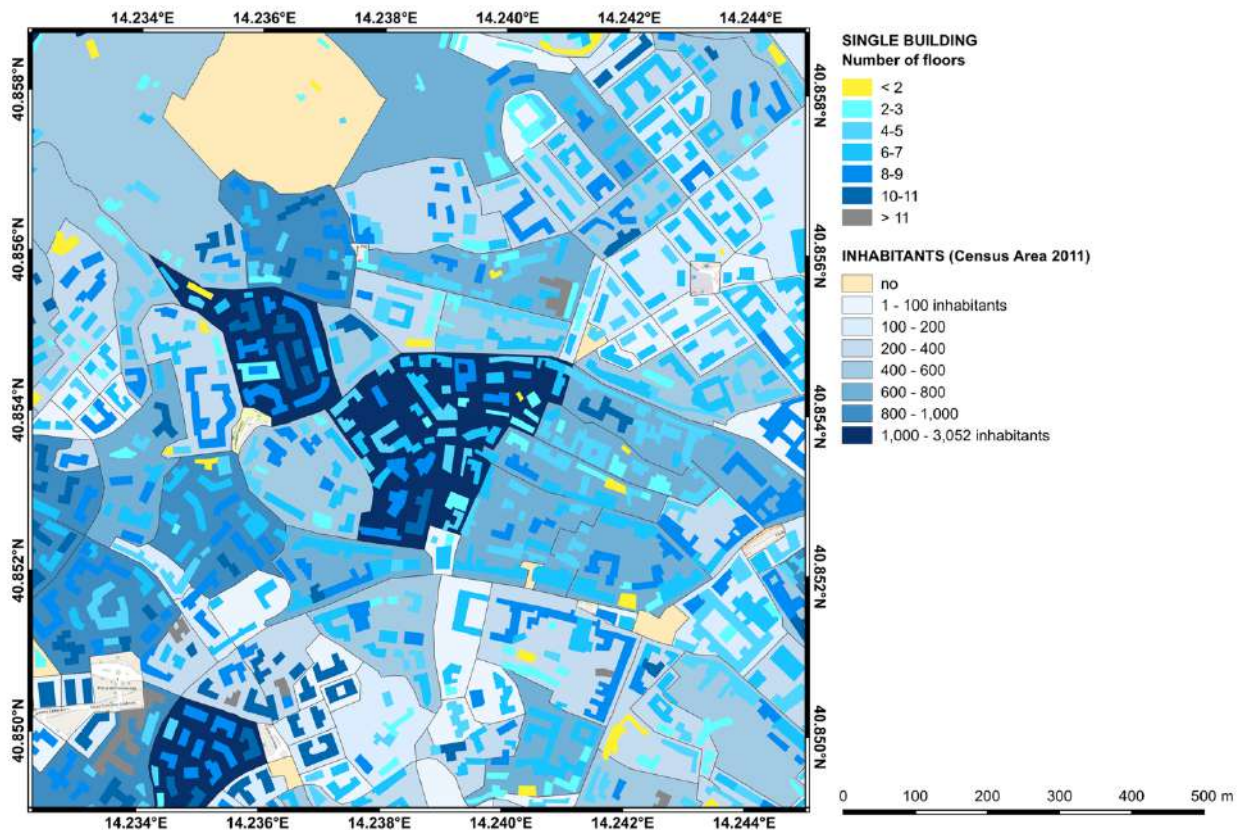 14.234°E 14.236°E 14.238°E 14.240°E 14.242°E 14.244°E
40.858°N
40.856°N
40.854°N
40.852°N
40.850°N
40.858°N
40.856°N
40.854°N
40.852°N
40.850°N
14.234°E 14.236°E 14.238°E 14.240°E 14.242°E 14.244°E
SINGLE BUILDING
Number of floors
< 2
2-3
4-5
6-7
8-9
10-11
> 11
INHABITANTS (Census Area 2011)
no
1 - 100 inhabitants
100 - 200
200 - 400
400 - 600
600 - 800
800 - 1,000
1,000 - 3,052 inhabitants
0 100 200 300 400 500 m